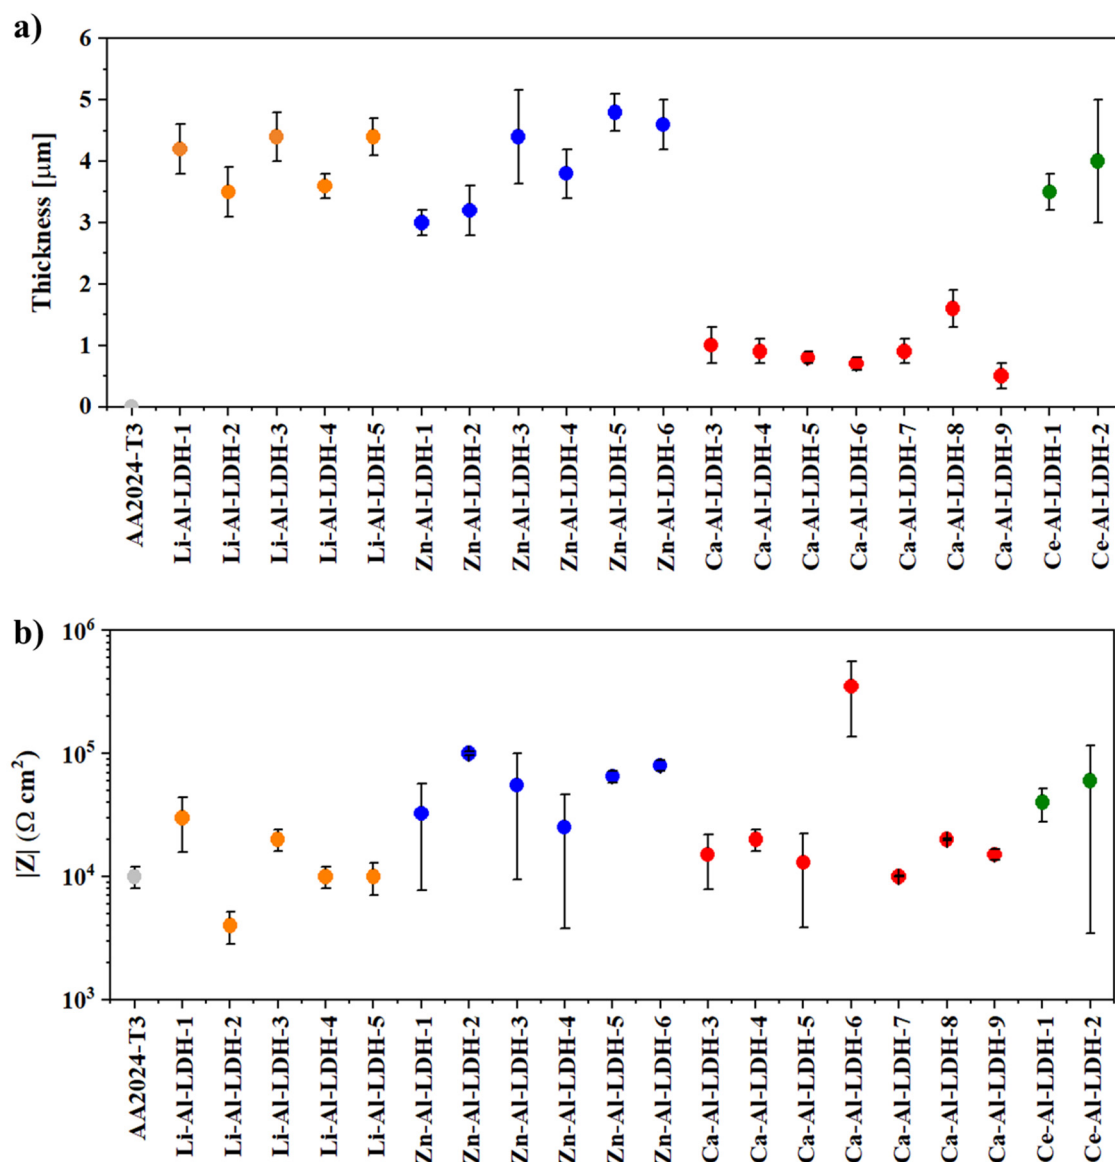 a)
Thickness [μm]
6
5
4
3
2
1
0
AA2024-T3
Li-Al-LDH-1
Li-Al-LDH-2
Li-Al-LDH-3
Li-Al-LDH-4
Li-Al-LDH-5
Zn-Al-LDH-1
Zn-Al-LDH-2
Zn-Al-LDH-3
Zn-Al-LDH-4
Zn-Al-LDH-5
Zn-Al-LDH-6
Ca-Al-LDH-3
Ca-Al-LDH-4
Ca-Al-LDH-5
Ca-Al-LDH-6
Ca-Al-LDH-7
Ca-Al-LDH-8
Ca-Al-LDH-9
Ce-Al-LDH-1
Ce-Al-LDH-2
b)
|Z| (Ω cm²)
10⁶
10⁵
10⁴
10³
AA2024-T3
Li-Al-LDH-1
Li-Al-LDH-2
Li-Al-LDH-3
Li-Al-LDH-4
Li-Al-LDH-5
Zn-Al-LDH-1
Zn-Al-LDH-2
Zn-Al-LDH-3
Zn-Al-LDH-4
Zn-Al-LDH-5
Zn-Al-LDH-6
Ca-Al-LDH-3
Ca-Al-LDH-4
Ca-Al-LDH-5
Ca-Al-LDH-6
Ca-Al-LDH-7
Ca-Al-LDH-8
Ca-Al-LDH-9
Ce-Al-LDH-1
Ce-Al-LDH-2